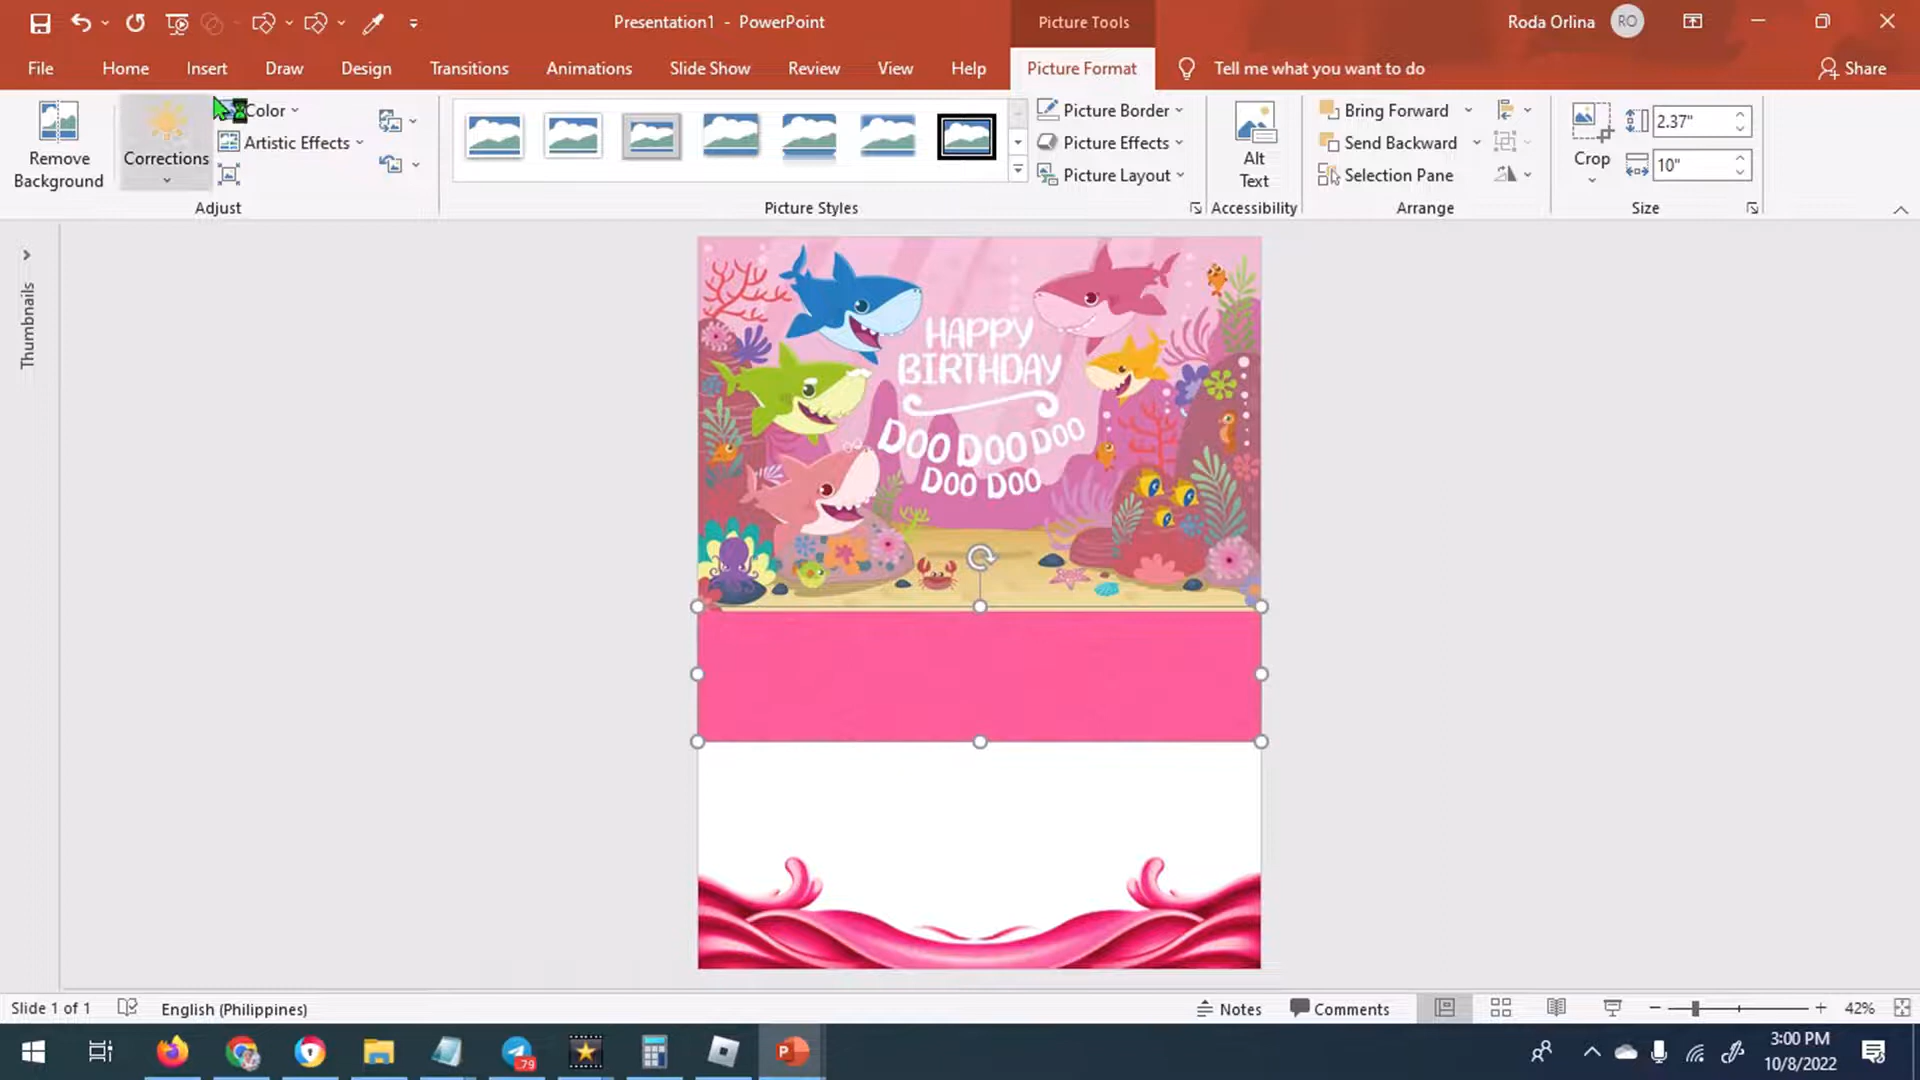 Presentation1 - PowerPoint
Picture Tools
Roda Orlina
RO
File
Home
Insert
Draw
Design
Transitions
Animations
Slide Show
Review
View
Help
Picture Format
Tell me what you want to do
Share
Remove Background
Corrections
Color
Artistic Effects
Adjust
Picture Styles
Picture Border
Picture Effects
Picture Layout
Alt Text
Accessibility
Bring Forward
Send Backward
Selection Pane
Arrange
Crop
2.37"
10"
Size
Thumbnails
HAPPY
BIRTHDAY
DOO DOO DOO
DOO DOO
Slide 1 of 1
English (Philippines)
Notes
Comments
42%
79
3:00 PM
10/8/2022